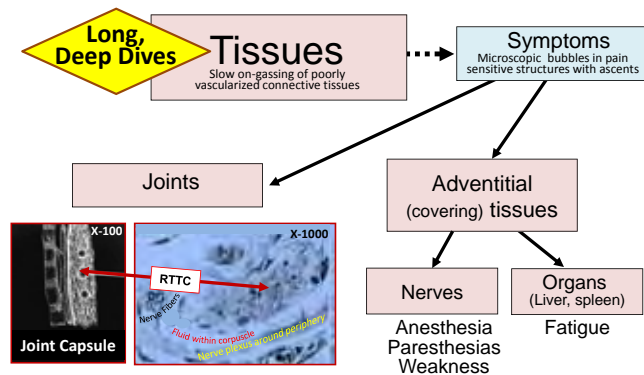 Long,
Deep Dives
Tissues
Slow on-gassing of poorly
vascularized connective tissues
Symptoms
Microscopic bubbles in pain
sensitive structures with ascents
Joints
Adventitial
(covering) tissues
X-100
X-1000
RTTC
Nerve Fibers
Fluid within corpuscle
Nerve plexus around periphery
Joint Capsule
Nerves
Organs
(Liver, spleen)
Anesthesia
Paresthesias
Weakness
Fatigue